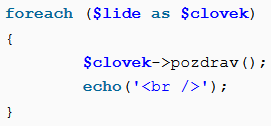 foreach ($lide as $clovek)
{
        $clovek->pozdrav();
        echo('<br />');
}